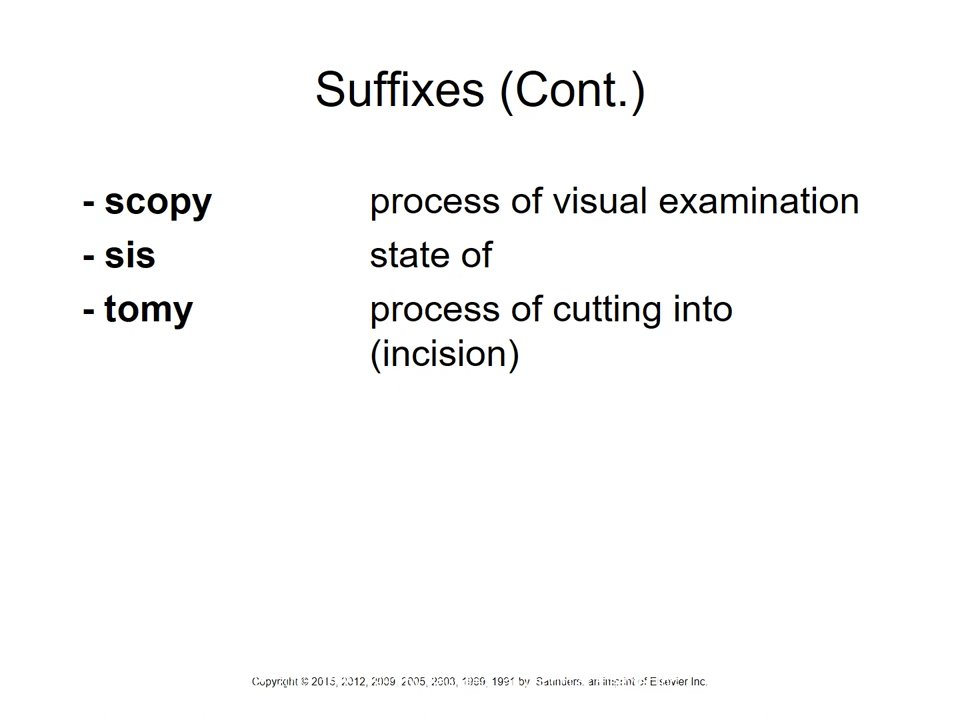 Suffixes (Cont.)
- scopy process of visual examination
- sis state of
- tomy process of cutting into
(incision)
Copyright © 2015, 2012, 2009, 2005, 2003, 1999, 1991 by Saunders, an imprint of Elsevier Inc.